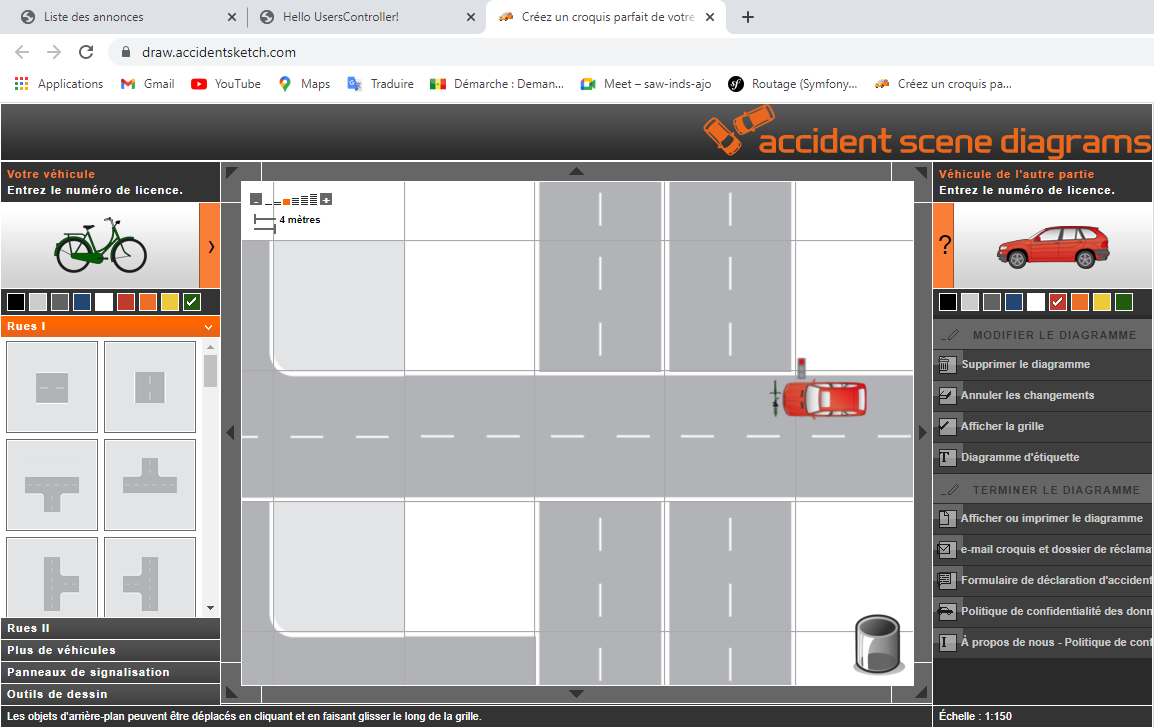 Liste des annonces
Hello UsersController!
Créez un croquis parfait de votre
draw.accidentsketch.com
Applications
Gmail
YouTube
Maps
Traduire
Démarche : Deman...
Meet – saw-inds-ajo
Routage (Symfony...
Créez un croquis pa...
accident scene diagrams
Votre véhicule
Entrez le numéro de licence.
Véhicule de l'autre partie
Entrez le numéro de licence.
4 mètres
?
Rues I
MODIFIER LE DIAGRAMME
Supprimer le diagramme
Annuler les changements
Afficher la grille
T
Diagramme d'étiquette
TERMINER LE DIAGRAMME
Afficher ou imprimer le diagramme
e-mail croquis et dossier de réclama
Formulaire de déclaration d'accident
Politique de confidentialité des donn
À propos de nous - Politique de conf
Rues II
Plus de véhicules
Panneaux de signalisation
Outils de dessin
Les objets d'arrière-plan peuvent être déplacés en cliquant et en faisant glisser le long de la grille.
Échelle : 1:150